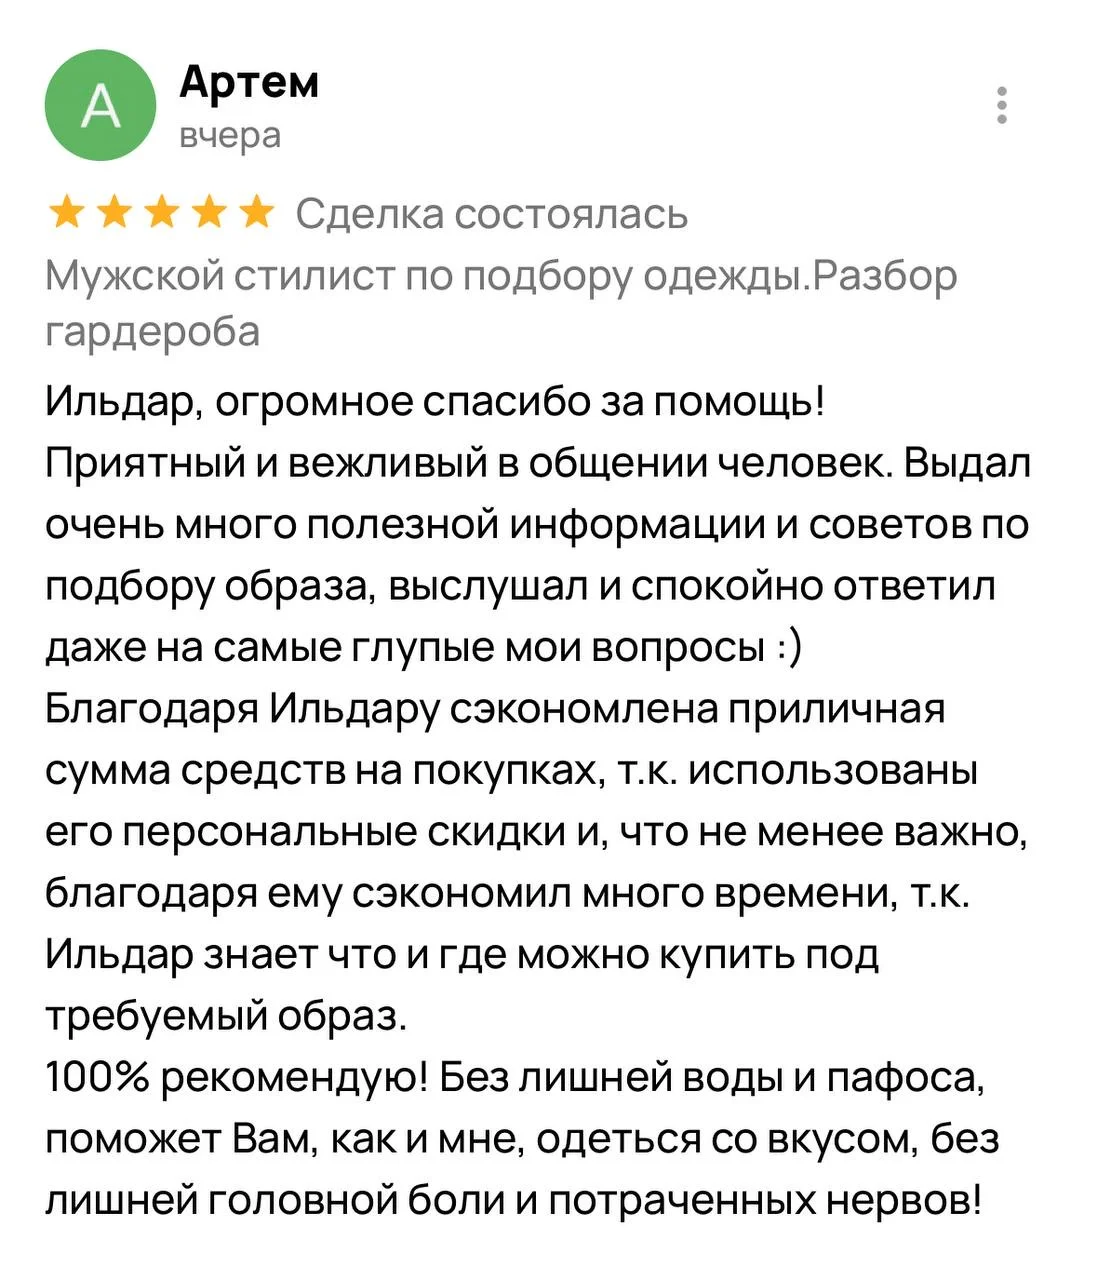 А
Артем
вчера
Сделка состоялась
Мужской стилист по подбору одежды.Разбор
гардероба
Ильдар, огромное спасибо за помощь!
Приятный и вежливый в общении человек. Выдал
очень много полезной информации и советов по
подбору образа, выслушал и спокойно ответил
даже на самые глупые мои вопросы :)
Благодаря Ильдару сэкономлена приличная
сумма средств на покупках, т.к. использованы
его персональные скидки и, что не менее важно,
благодаря ему сэкономил много времени, т.к.
Ильдар знает что и где можно купить под
требуемый образ.
100% рекомендую! Без лишней воды и пафоса,
поможет Вам, как и мне, одеться со вкусом, без
лишней головной боли и потраченных нервов!